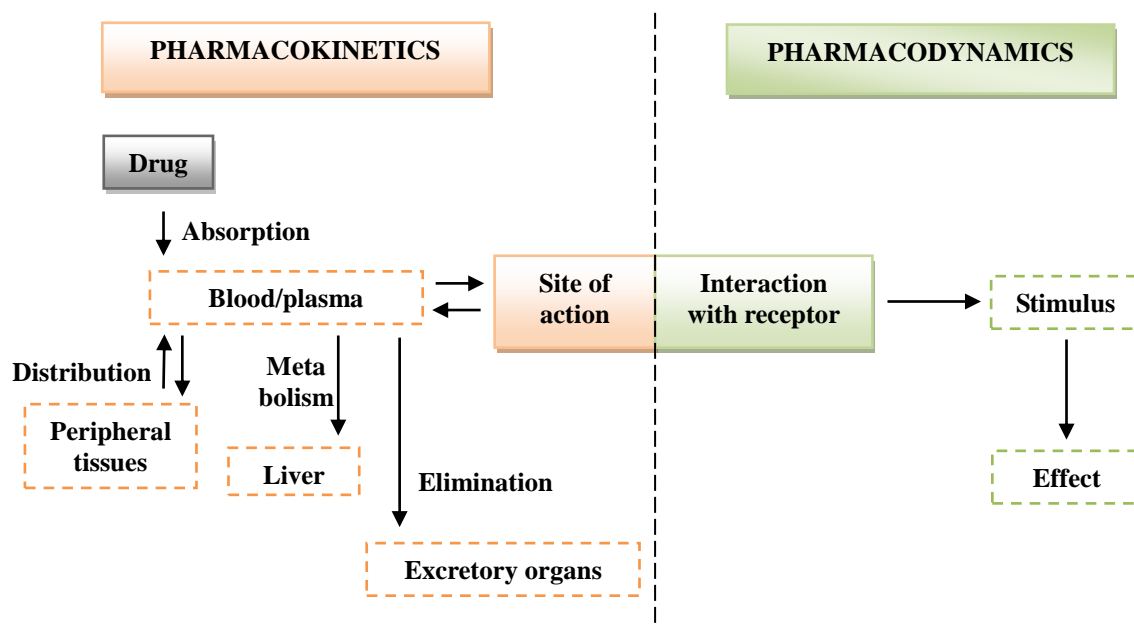 PHARMACOKINETICS
PHARMACODYNAMICS
Drug
Absorption
Blood/plasma
Site of
action
Interaction
with receptor
Stimulus
Distribution
Meta
bolism
Peripheral
tissues
Liver
Elimination
Effect
Excretory organs